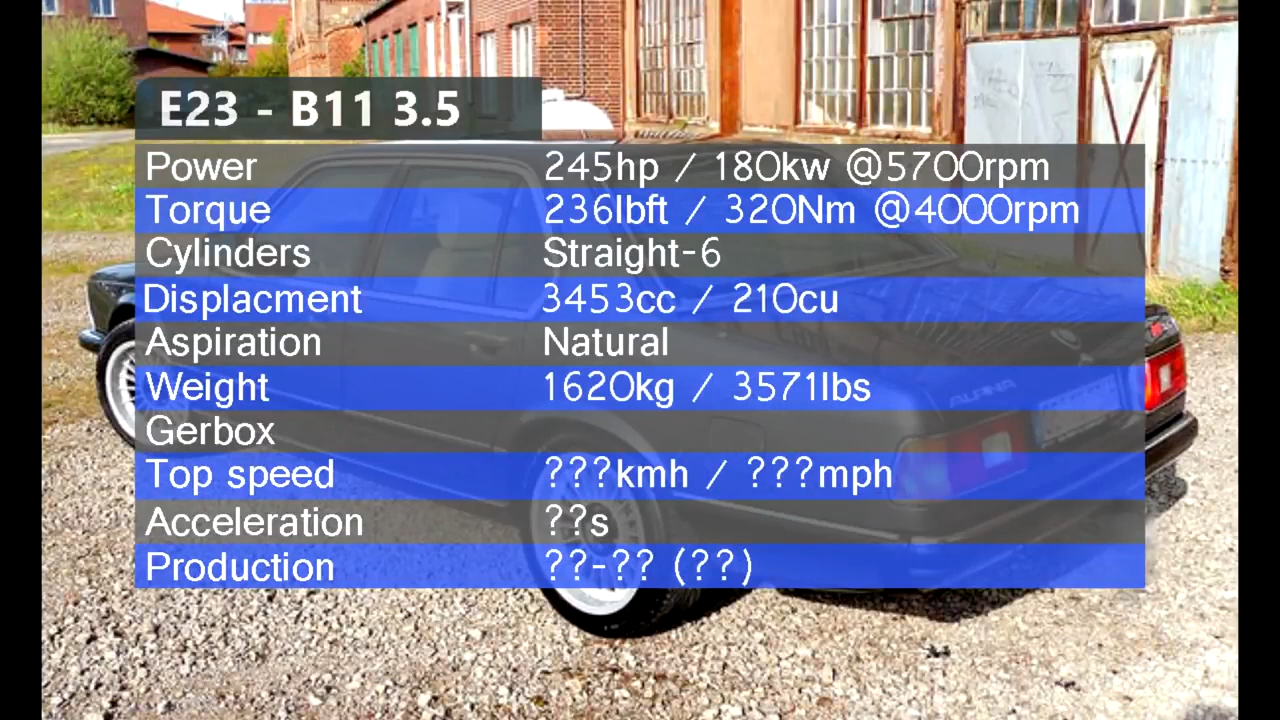 E23 - B11 3.5
Power 245hp / 180kw @5700rpm
Torque 236lbft / 320Nm @4000rpm
Cylinders Straight-6
Displacment 3453cc / 210cu
Aspiration Natural
Weight 1620kg / 3571lbs
Gerbox
Top speed ???kmh / ???mph
Acceleration ??s
Production ??-?? (??)
ALPINA